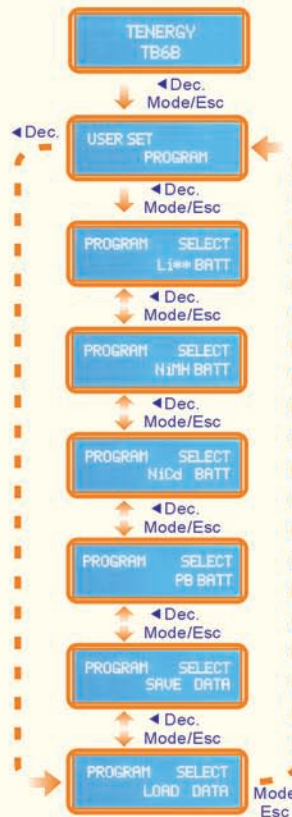 TENERGY
TB6B
◄Dec.
Mode/Esc
◄Dec.
USER SET
PROGRAM
◄Dec.
Mode/Esc
PROGRAM SELECT
Li** BATT
◄Dec.
Mode/Esc
PROGRAM SELECT
NiMH BATT
◄Dec.
Mode/Esc
PROGRAM SELECT
NiCd BATT
◄Dec.
Mode/Esc
PROGRAM SELECT
PB BATT
◄Dec.
Mode/Esc
PROGRAM SELECT
SAVE DATA
◄Dec.
Mode/Esc
PROGRAM SELECT
LOAD DATA
Mode
Esc